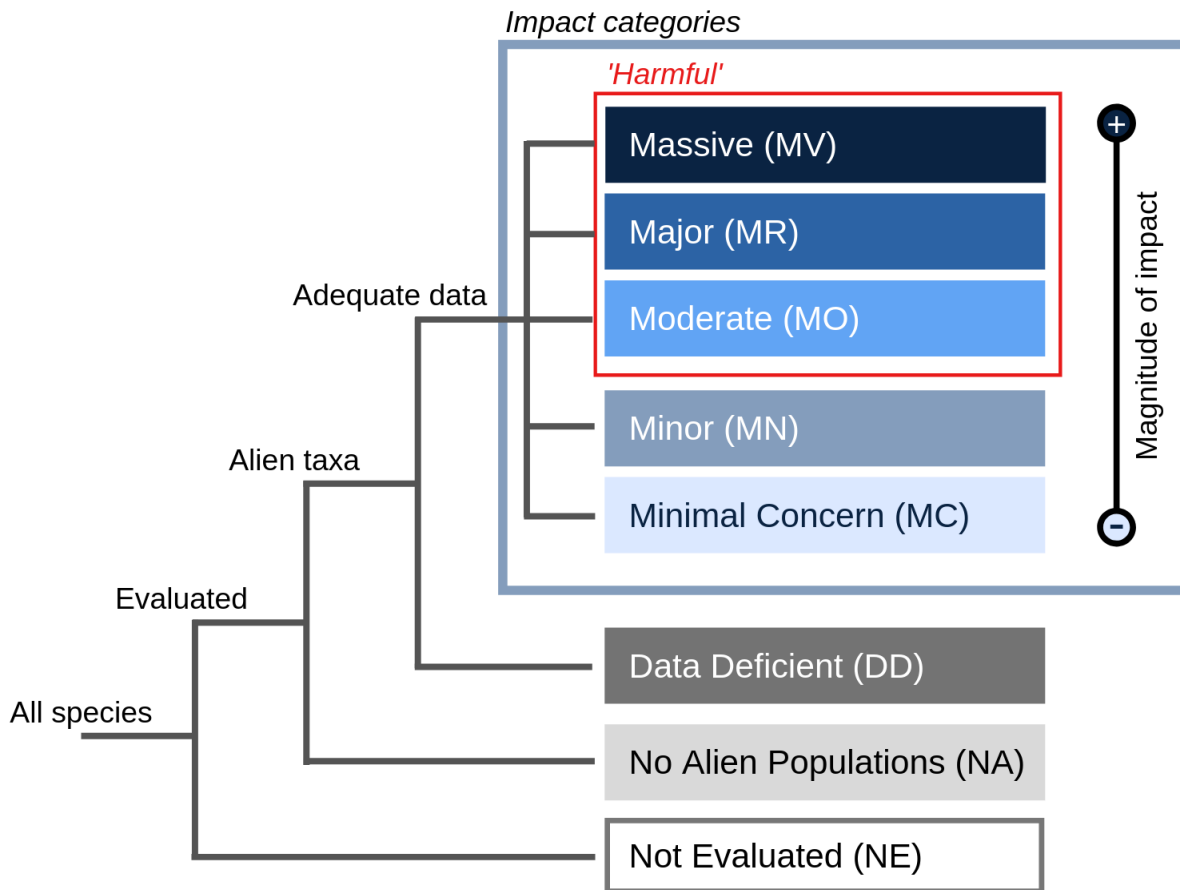 Impact categories
'Harmful'
Massive (MV)
+
Major (MR)
Magnitude of impact
Adequate data
Moderate (MO)
Minor (MN)
Alien taxa
Minimal Concern (MC)
-
Evaluated
Data Deficient (DD)
All species
No Alien Populations (NA)
Not Evaluated (NE)